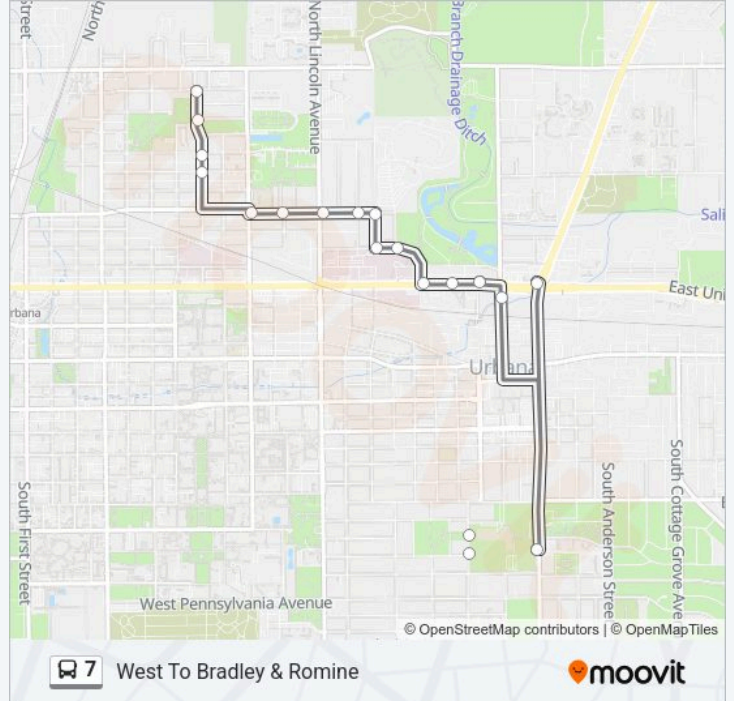 Street
North
North Lincoln Avenue
Branch Drainage Ditch
Sali
East Uni
rbana
Urbana
South First Street
South Anderson Stree
South Cottage Grove Ave
West Pennsylvania Avenue
© OpenStreetMap contributors | © OpenMapTiles
7 West To Bradley & Romine
moovit